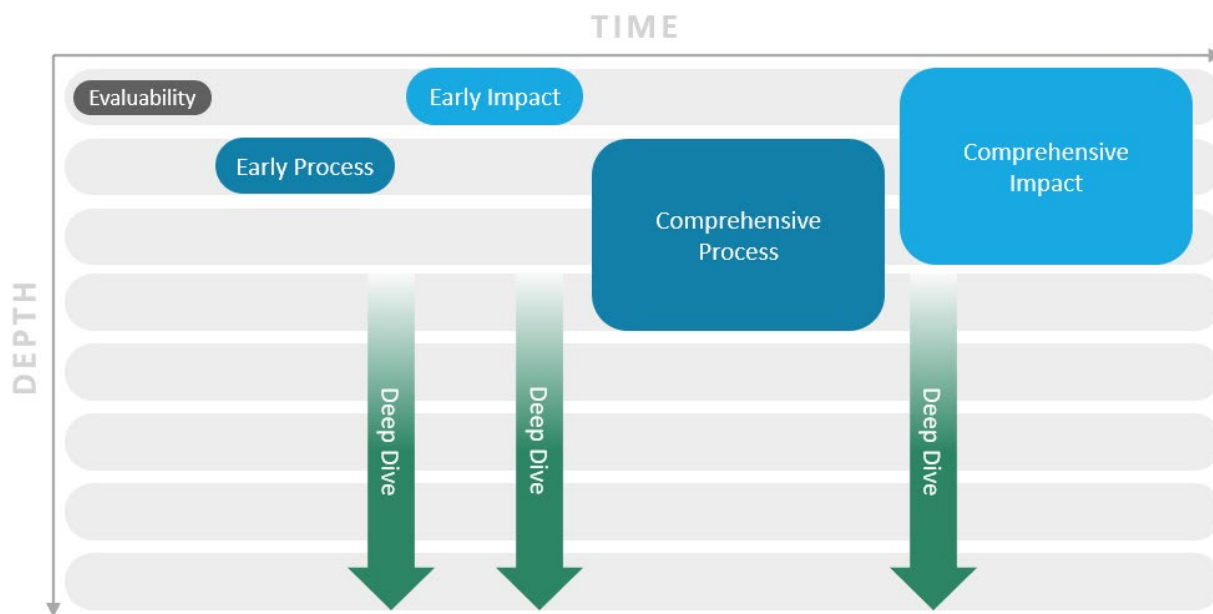 TIME
Evaluability
Early Impact
Early Process
Comprehensive
Impact
Comprehensive
Process
DEPTH
Deep Dive
Deep Dive
Deep Dive